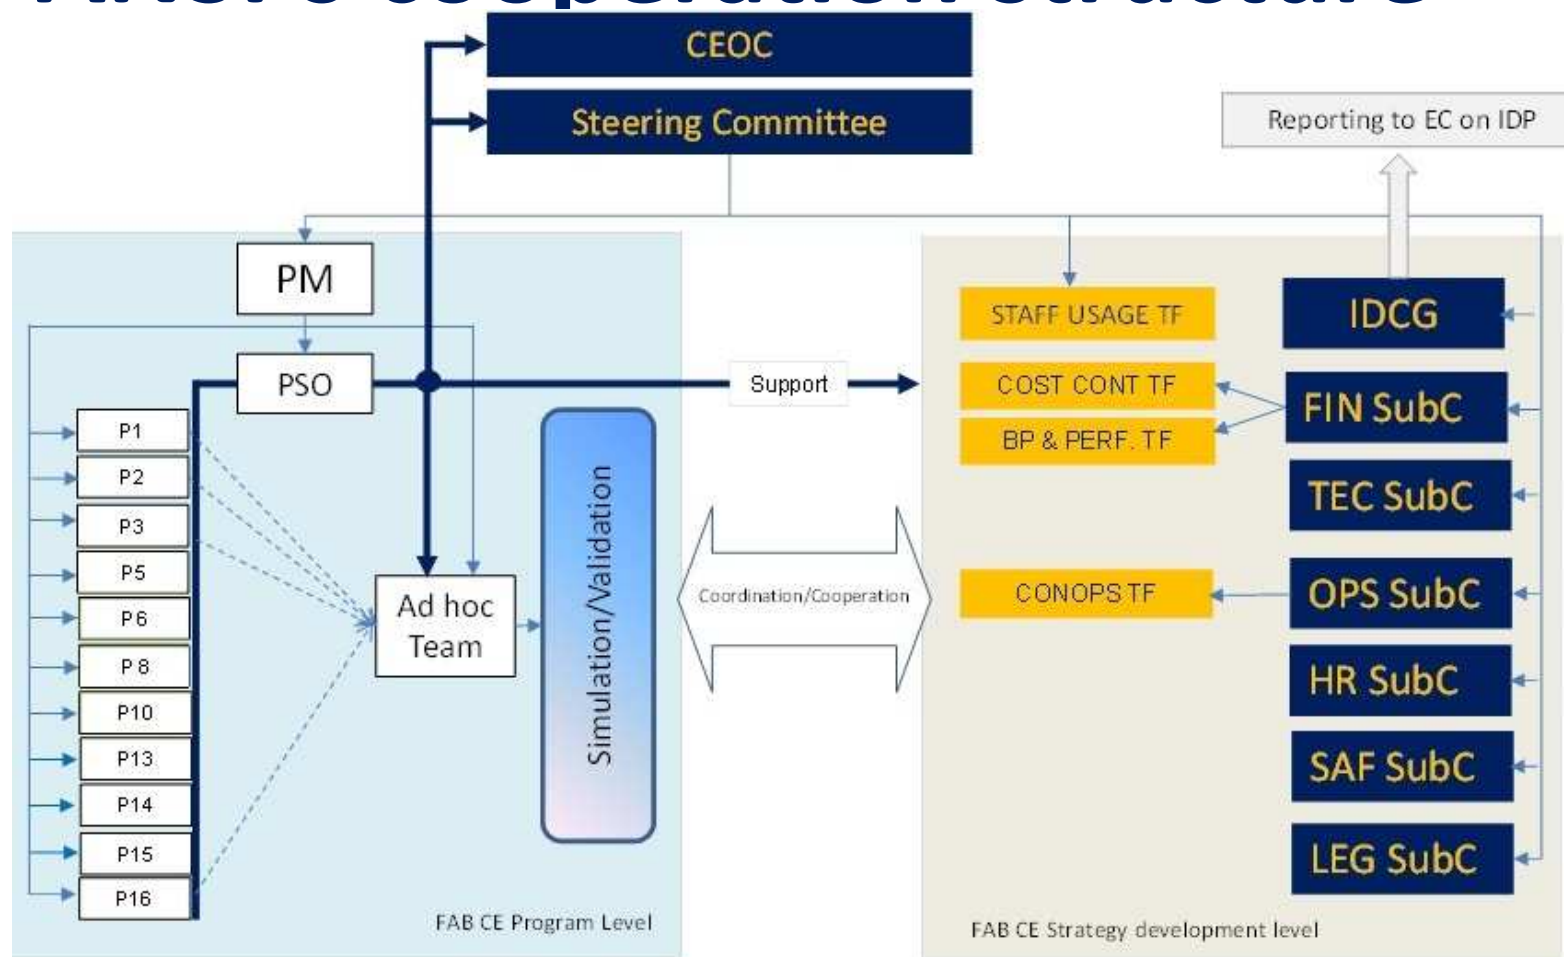 cooperation structure
CEOC
Steering Committee
Reporting to EC on IDP
PM
PSO
Support
P1
P2
P3
P5
P6
P 8
P10
P13
P14
P15
P16
Ad hoc
Team
Simulation/Validation
FAB CE Program Level
Coordination/Cooperation
STAFF USAGE TF
COST CONT TF
BP & PERF. TF
CONOPS TF
IDCG
FIN SubC
TEC SubC
OPS SubC
HR SubC
SAF SubC
LEG SubC
FAB CE Strategy development level